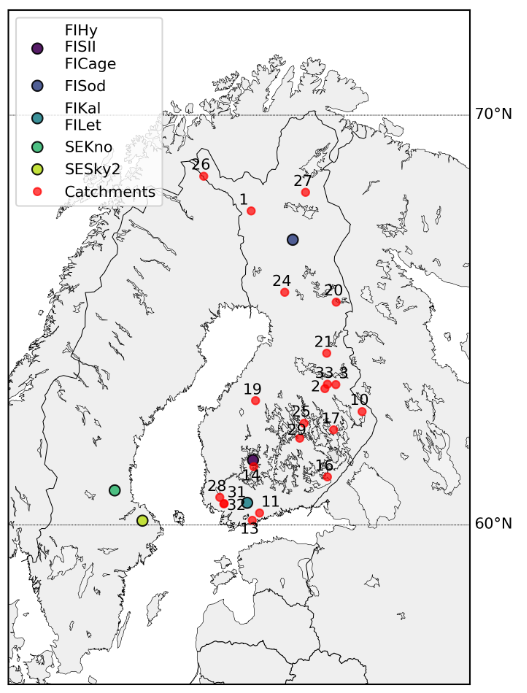 FIHy
FISII
FICage
FISod
FIKal
FILet
SEKno
SESky2
Catchments
70°N
26
27
1
24
20
21
33 3
2
19
10
25
17
29
14
16
28
31
32
11
13
60°N